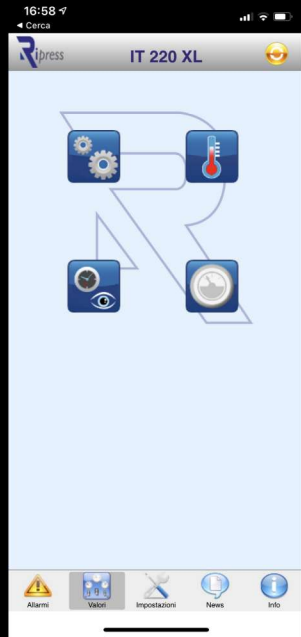 16:58
◀ Cerca
Ripress
IT 220 XL
Allarmi
Valori
Impostazioni
News
Info